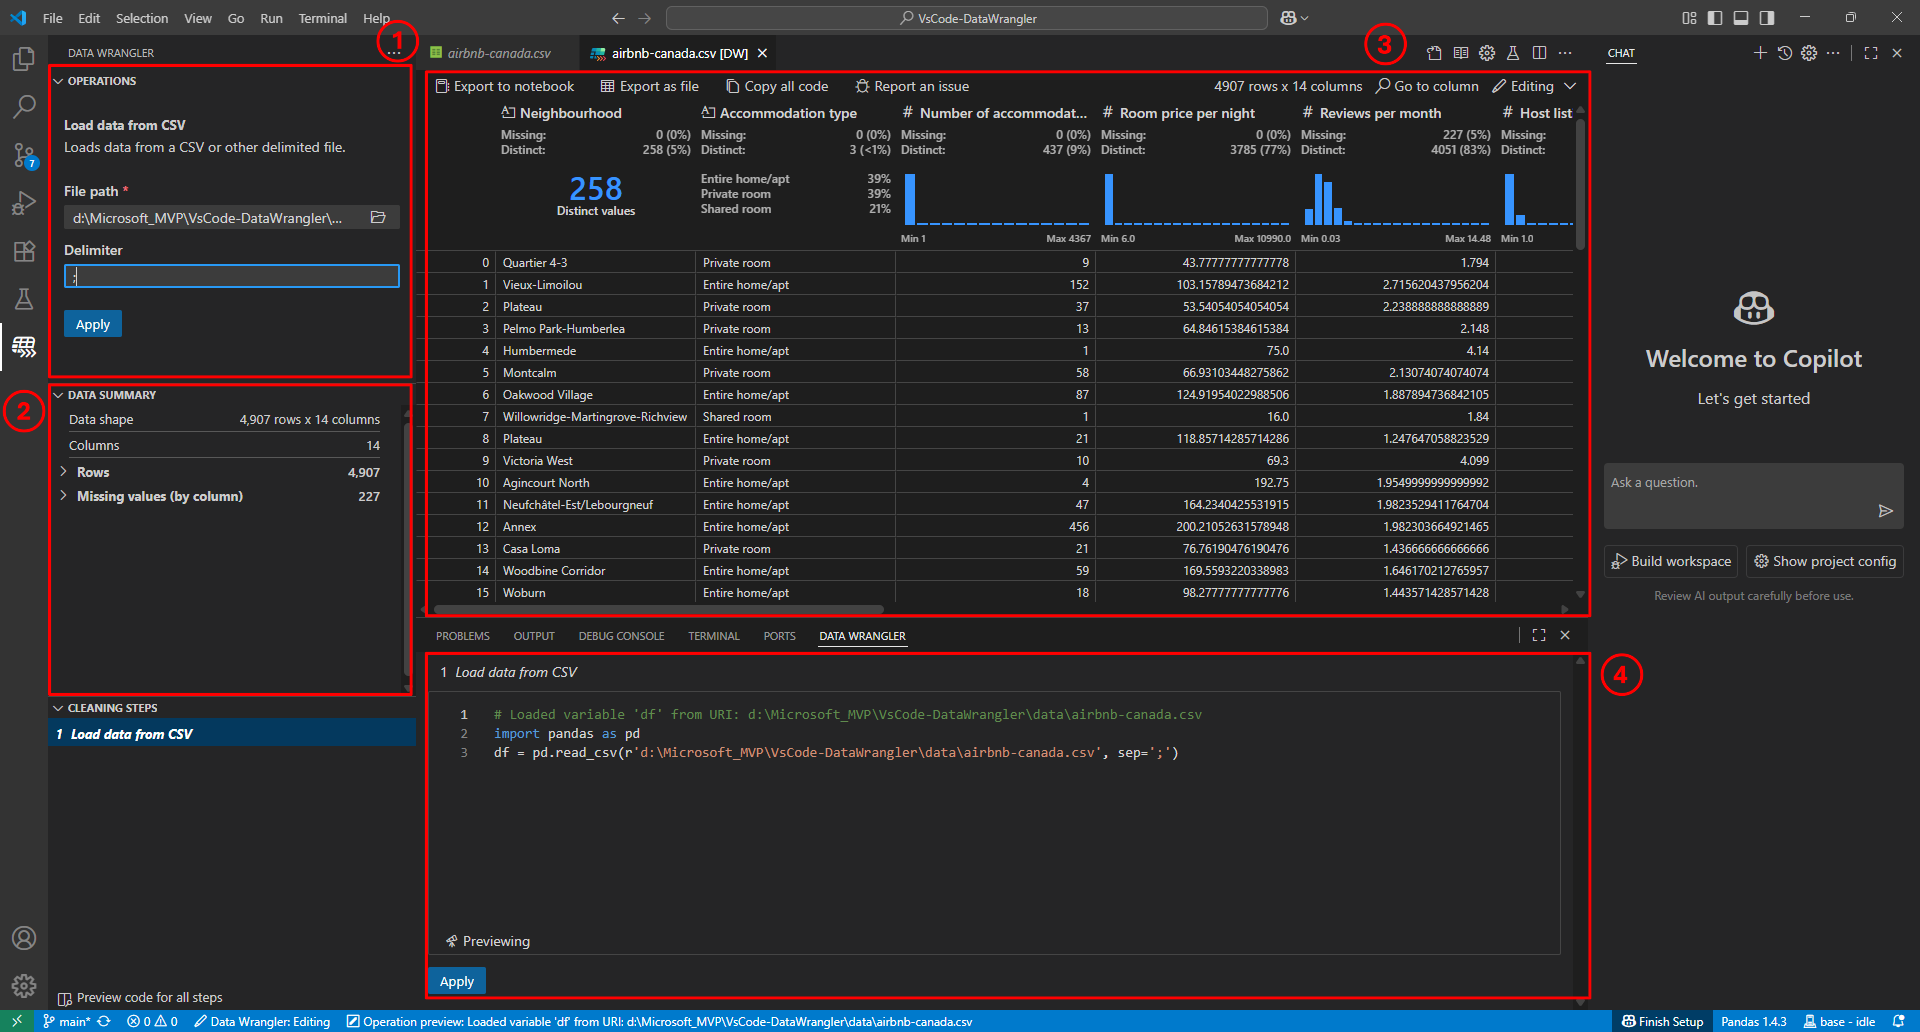 File Edit Selection View Go Run Terminal Help
VsCode-DataWrangler
DATA WRANGLER
1
OPERATIONS
Load data from CSV
Loads data from a CSV or other delimited file.
File path *
d:\Microsoft_MVP\VsCode-DataWrangler\...
Delimiter
;
Apply
2
DATA SUMMARY
Data shape 4,907 rows x 14 columns
Columns 14
Rows 4,907
Missing values (by column) 227
CLEANING STEPS
1 Load data from CSV
Preview code for all steps
7
airbnb-canada.csv
airbnb-canada.csv [DW]
3
Export to notebook Export as file Copy all code Report an issue 4907 rows x 14 columns Go to column Editing
Neighbourhood Accommodation type Number of accommodat... Room price per night Reviews per month Host list
Missing: 0 (0%) Missing: 0 (0%) Missing: 0 (0%) Missing: 0 (0%) Missing: 227 (5%) Missing:
Distinct: 258 (5%) Distinct: 3 (<1%) Distinct: 437 (9%) Distinct: 3785 (77%) Distinct: 4051 (83%) Distinct:
258
Distinct values
Entire home/apt 39%
Private room 39%
Shared room 21%
Min 1 Max 4367 Min 6.0 Max 10990.0 Min 0.03 Max 14.48 Min 1.0
0 Quartier 4-3 Private room 9 43.77777777777778 1.794
1 Vieux-Limoilou Entire home/apt 152 103.15789473684212 2.715620437956204
2 Plateau Private room 37 53.54054054054054 2.238888888888889
3 Pelmo Park-Humberlea Private room 13 64.84615384615384 2.148
4 Humbermede Entire home/apt 1 75.0 4.14
5 Montcalm Private room 58 66.93103448275862 2.13074074074074
6 Oakwood Village Entire home/apt 87 124.91954022988506 1.887894736842105
7 Willowridge-Martingrove-Richview Shared room 1 16.0 1.84
8 Plateau Entire home/apt 21 118.85714285714286 1.247647058823529
9 Victoria West Private room 10 69.3 4.099
10 Agincourt North Entire home/apt 4 192.75 1.9549999999999992
11 Neufchâtel-Est/Lebourgneuf Entire home/apt 47 164.2340425531915 1.9823529411764704
12 Annex Entire home/apt 456 200.21052631578948 1.982303664921465
13 Casa Loma Private room 21 76.76190476190476 1.436666666666666
14 Woodbine Corridor Entire home/apt 59 169.5593220338983 1.646170212765957
15 Woburn Entire home/apt 18 98.27777777777776 1.443571428571428
PROBLEMS OUTPUT DEBUG CONSOLE TERMINAL PORTS DATA WRANGLER
4
1 Load data from CSV
1 # Loaded variable 'df' from URI: d:\Microsoft_MVP\VsCode-DataWrangler\data\airbnb-canada.csv
2 import pandas as pd
3 df = pd.read_csv(r'd:\Microsoft_MVP\VsCode-DataWrangler\data\airbnb-canada.csv', sep=';')
Previewing
Apply
CHAT
Welcome to Copilot
Let's get started
Ask a question.
Build workspace Show project config
Review AI output carefully before use.
main* 0 0 Data Wrangler: Editing Operation preview: Loaded variable 'df' from URI: d:\Microsoft_MVP\VsCode-DataWrangler\data\airbnb-canada.csv Finish Setup Pandas 1.4.3 base - idle